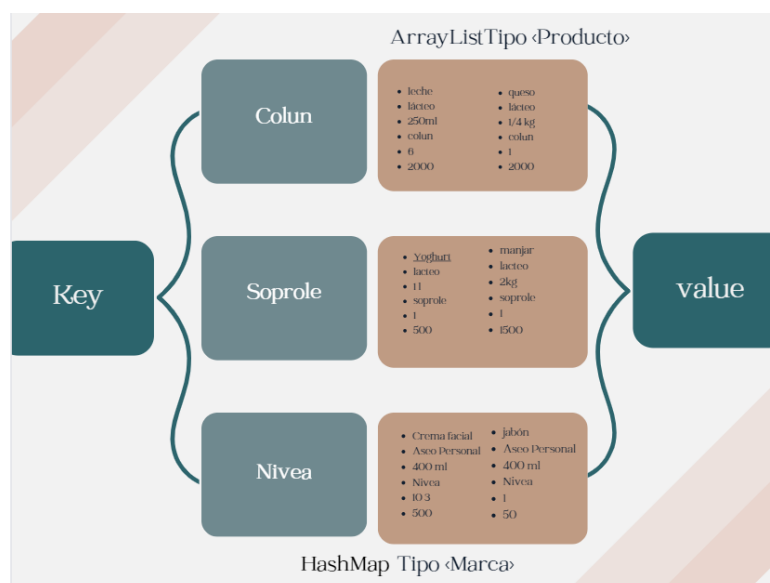 ArrayListTipo ‹Producto›
Colun
leche
lácteo
250ml
colun
6
2000
queso
lácteo
1/4 kg
colun
1
2000
Key
Soprole
Yoghurt
lacteo
1 l
soprole
1
500
manjar
lacteo
2kg
soprole
1
1500
value
Nivea
Crema facial
Aseo Personal
400 ml
Nivea
10 3
500
jabón
Aseo Personal
400 ml
Nivea
1
50
HashMap Tipo ‹Marca›